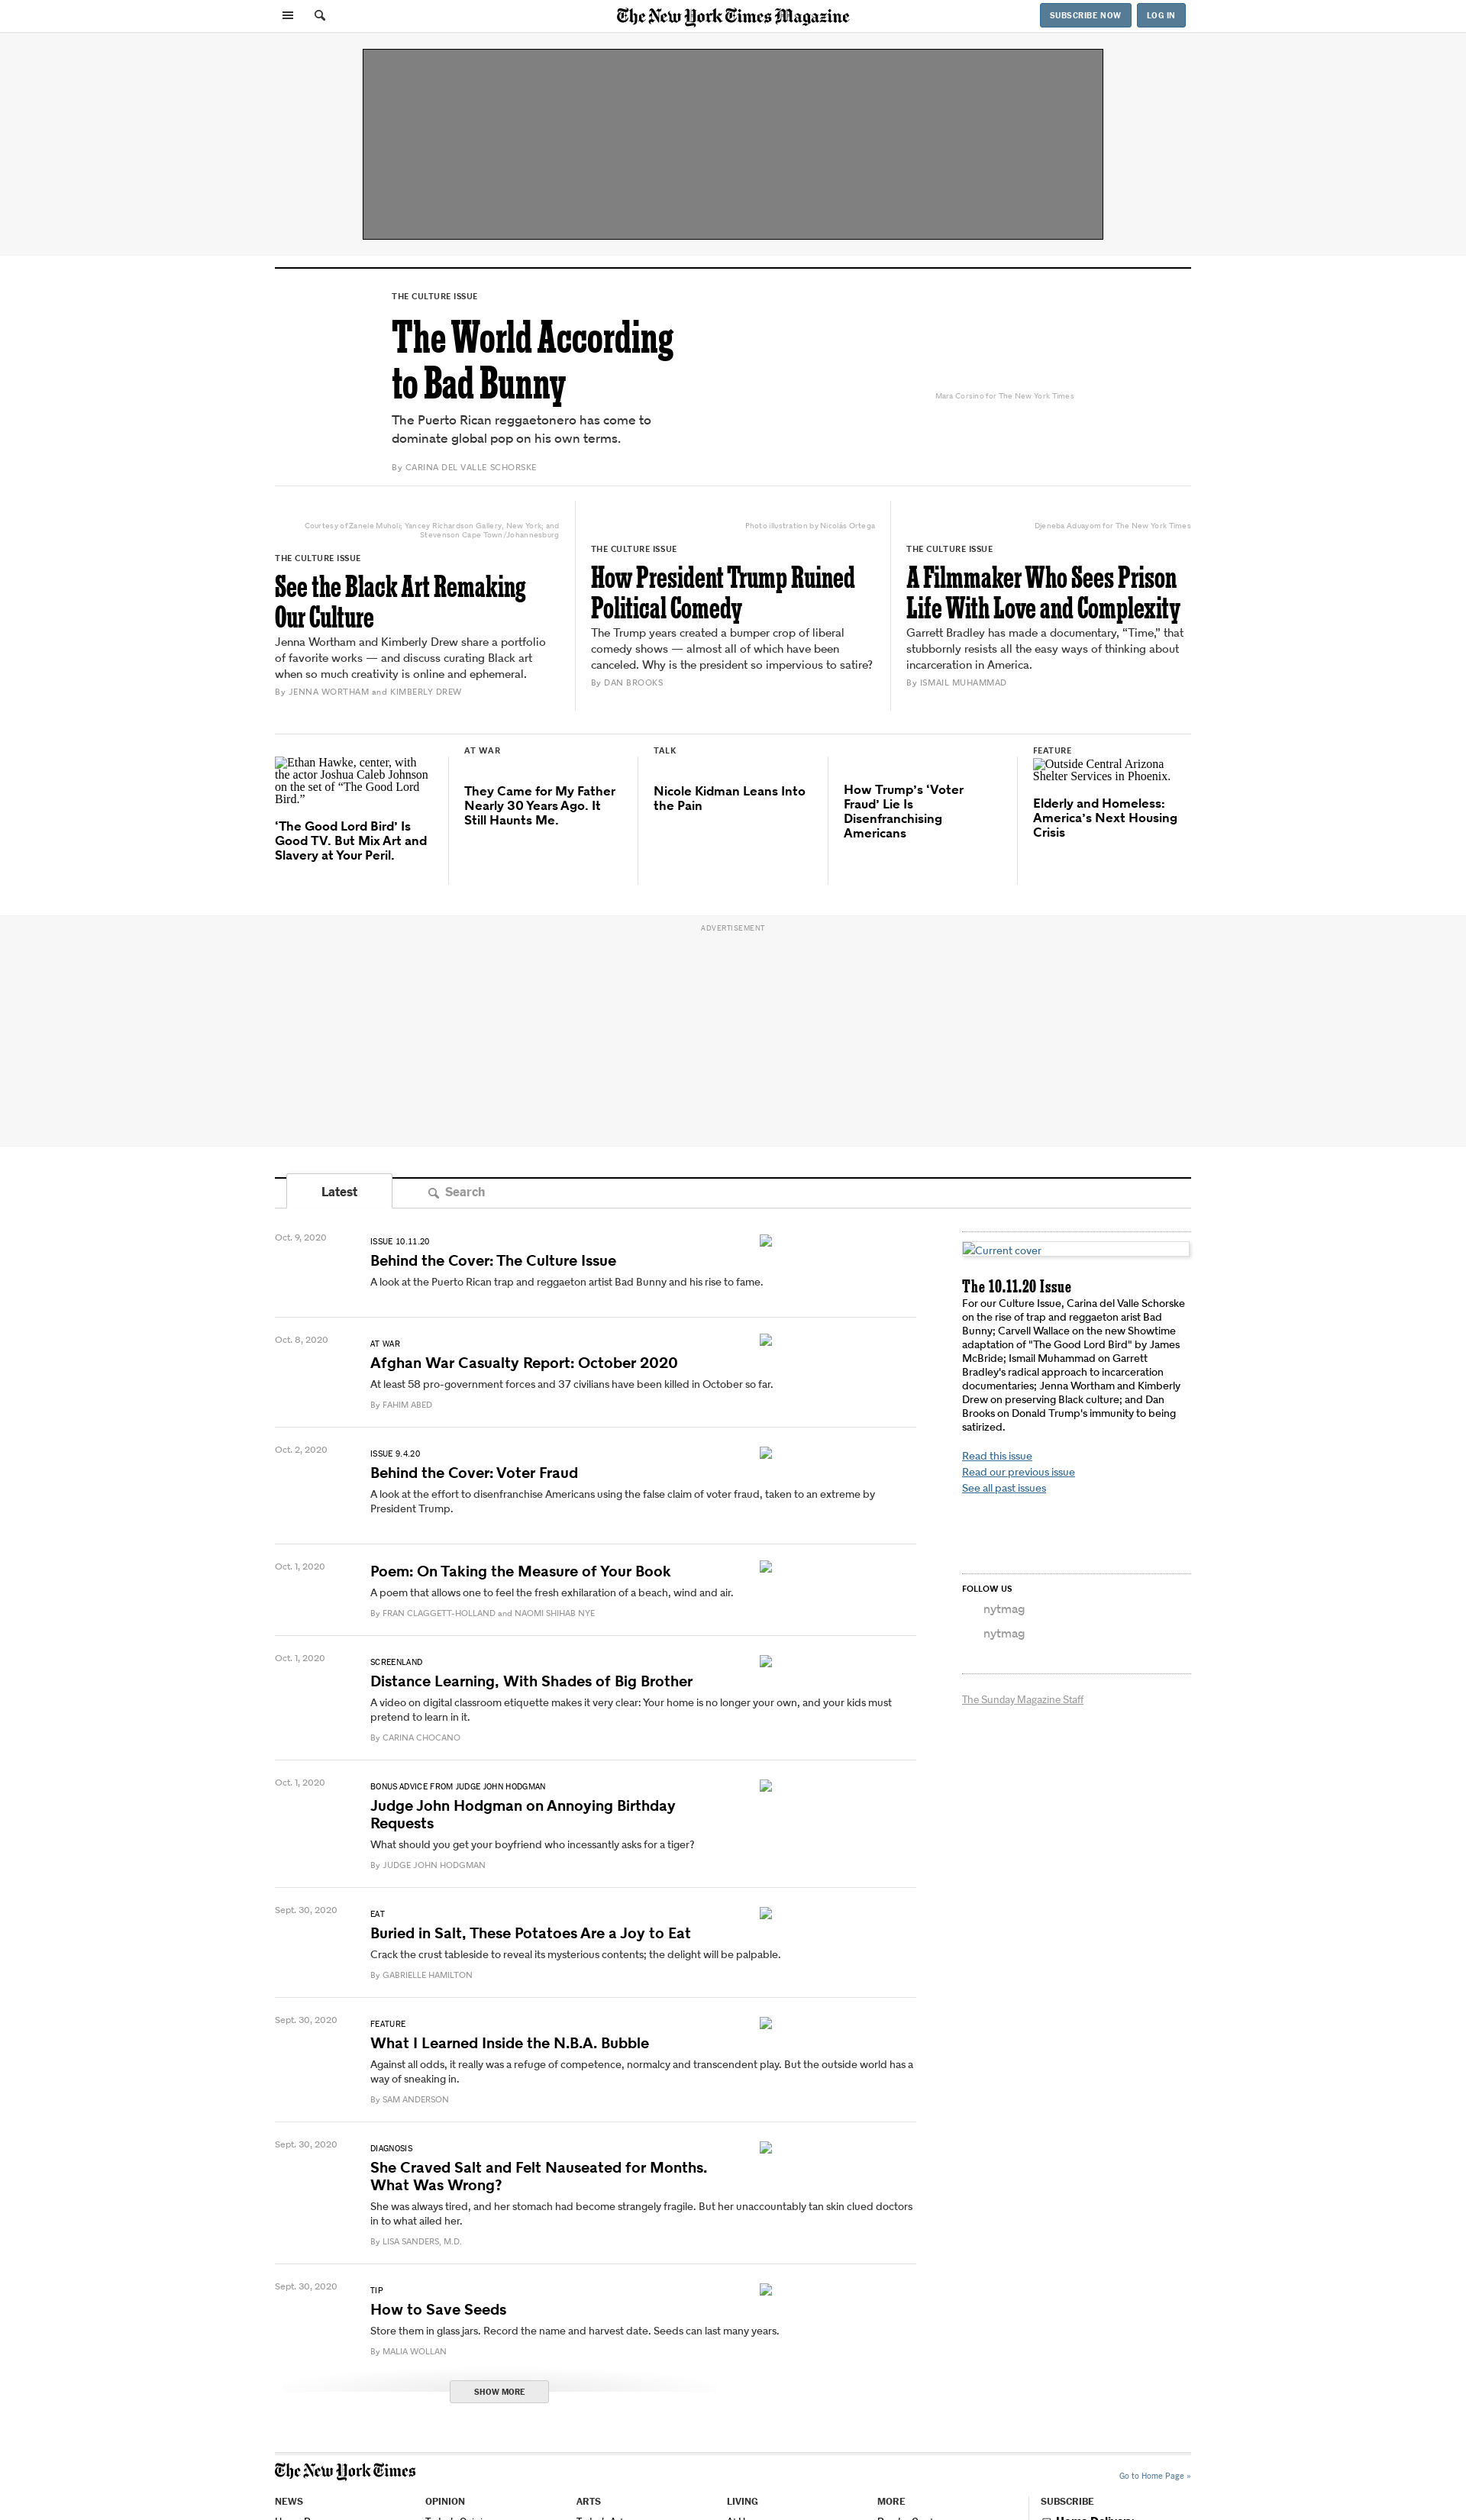 The New York Times Magazine
SUBSCRIBE NOW
LOG IN
THE CULTURE ISSUE
The World According
to Bad Bunny
The Puerto Rican reggaetonero has come to
dominate global pop on his own terms.
By CARINA DEL VALLE SCHORSKE
Mara Corsino for The New York Times
Courtesy of Zanele Muholi; Yancey Richardson Gallery, New York; and
Stevenson Cape Town/Johannesburg
THE CULTURE ISSUE
See the Black Art Remaking
Our Culture
Jenna Wortham and Kimberly Drew share a portfolio
of favorite works — and discuss curating Black art
when so much creativity is online and ephemeral.
By JENNA WORTHAM and KIMBERLY DREW
Photo illustration by Nicolás Ortega
THE CULTURE ISSUE
How President Trump Ruined
Political Comedy
The Trump years created a bumper crop of liberal
comedy shows — almost all of which have been
canceled. Why is the president so impervious to satire?
By DAN BROOKS
Djeneba Aduayom for The New York Times
THE CULTURE ISSUE
A Filmmaker Who Sees Prison
Life With Love and Complexity
Garrett Bradley has made a documentary, “Time,” that
stubbornly resists all the easy ways of thinking about
incarceration in America.
By ISMAIL MUHAMMAD
Ethan Hawke, center, with
the actor Joshua Caleb Johnson
on the set of “The Good Lord
Bird.”
‘The Good Lord Bird’ Is
Good TV. But Mix Art and
Slavery at Your Peril.
AT WAR
They Came for My Father
Nearly 30 Years Ago. It
Still Haunts Me.
TALK
Nicole Kidman Leans Into
the Pain
How Trump’s ‘Voter
Fraud’ Lie Is
Disenfranchising
Americans
FEATURE
Outside Central Arizona
Shelter Services in Phoenix.
Elderly and Homeless:
America’s Next Housing
Crisis
ADVERTISEMENT
Latest
Search
Oct. 9, 2020
ISSUE 10.11.20
Behind the Cover: The Culture Issue
A look at the Puerto Rican trap and reggaeton artist Bad Bunny and his rise to fame.
Oct. 8, 2020
AT WAR
Afghan War Casualty Report: October 2020
At least 58 pro-government forces and 37 civilians have been killed in October so far.
By FAHIM ABED
Oct. 2, 2020
ISSUE 9.4.20
Behind the Cover: Voter Fraud
A look at the effort to disenfranchise Americans using the false claim of voter fraud, taken to an extreme by
President Trump.
Oct. 1, 2020
Poem: On Taking the Measure of Your Book
A poem that allows one to feel the fresh exhilaration of a beach, wind and air.
By FRAN CLAGGETT-HOLLAND and NAOMI SHIHAB NYE
Oct. 1, 2020
SCREENLAND
Distance Learning, With Shades of Big Brother
A video on digital classroom etiquette makes it very clear: Your home is no longer your own, and your kids must
pretend to learn in it.
By CARINA CHOCANO
Oct. 1, 2020
BONUS ADVICE FROM JUDGE JOHN HODGMAN
Judge John Hodgman on Annoying Birthday
Requests
What should you get your boyfriend who incessantly asks for a tiger?
By JUDGE JOHN HODGMAN
Sept. 30, 2020
EAT
Buried in Salt, These Potatoes Are a Joy to Eat
Crack the crust tableside to reveal its mysterious contents; the delight will be palpable.
By GABRIELLE HAMILTON
Sept. 30, 2020
FEATURE
What I Learned Inside the N.B.A. Bubble
Against all odds, it really was a refuge of competence, normalcy and transcendent play. But the outside world has a
way of sneaking in.
By SAM ANDERSON
Sept. 30, 2020
DIAGNOSIS
She Craved Salt and Felt Nauseated for Months.
What Was Wrong?
She was always tired, and her stomach had become strangely fragile. But her unaccountably tan skin clued doctors
in to what ailed her.
By LISA SANDERS, M.D.
Sept. 30, 2020
TIP
How to Save Seeds
Store them in glass jars. Record the name and harvest date. Seeds can last many years.
By MALIA WOLLAN
SHOW MORE
Current cover
The 10.11.20 Issue
For our Culture Issue, Carina del Valle Schorske
on the rise of trap and reggaeton arist Bad
Bunny; Carvell Wallace on the new Showtime
adaptation of "The Good Lord Bird" by James
McBride; Ismail Muhammad on Garrett
Bradley's radical approach to incarceration
documentaries; Jenna Wortham and Kimberly
Drew on preserving Black culture; and Dan
Brooks on Donald Trump's immunity to being
satirized.
Read this issue
Read our previous issue
See all past issues
FOLLOW US
nytmag
nytmag
The Sunday Magazine Staff
The New York Times
Go to Home Page »
NEWS
OPINION
ARTS
LIVING
MORE
SUBSCRIBE